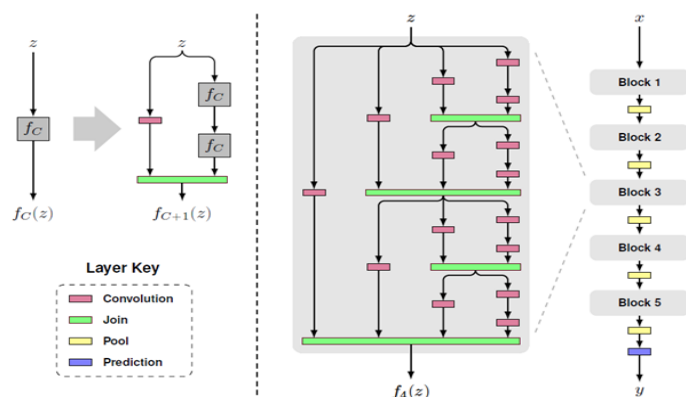 z
f_C
f_C(z)
z
f_C
f_C
f_{C+1}(z)
Layer Key
Convolution
Join
Pool
Prediction
z
f_4(z)
x
Block 1
Block 2
Block 3
Block 4
Block 5
y